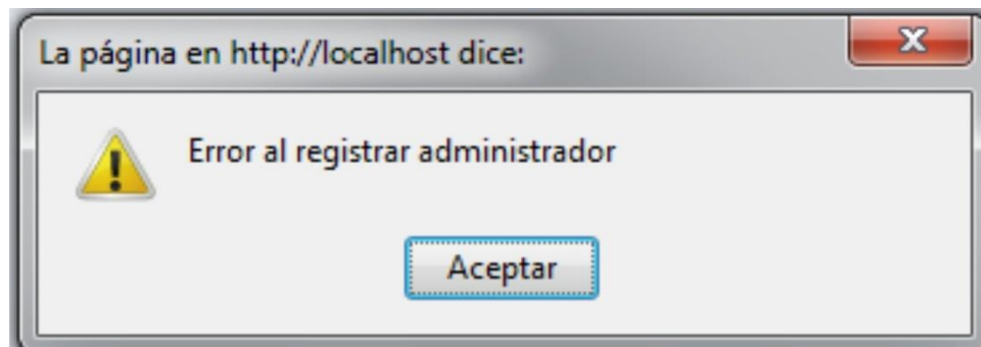 La página en http://localhost dice:
Error al registrar administrador
Aceptar